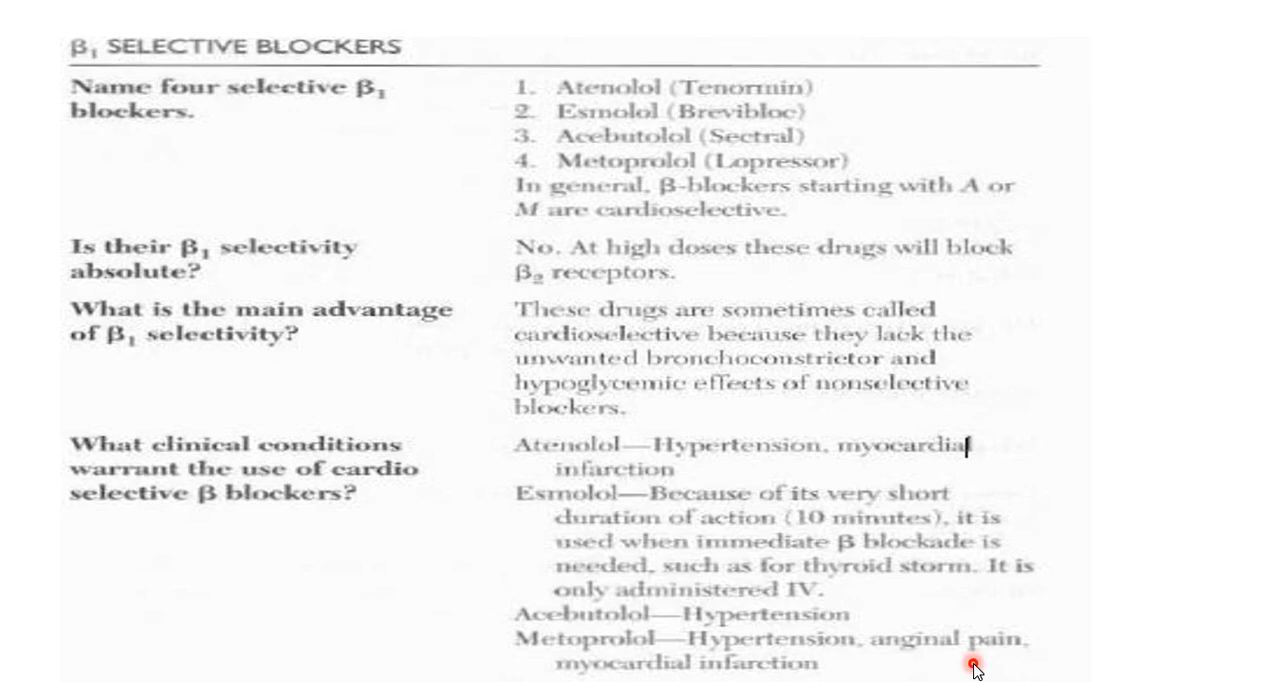 β₁ SELECTIVE BLOCKERS
Name four selective β₁
blockers.
1. Atenolol (Tenormin)
2. Esmolol (Brevibloc)
3. Acebutolol (Sectral)
4. Metoprolol (Lopressor)
In general, β-blockers starting with A or
M are cardioselective.
Is their β₁ selectivity
absolute?
No. At high doses these drugs will block
β₂ receptors.
What is the main advantage
of β₁ selectivity?
These drugs are sometimes called
cardioselective because they lack the
unwanted bronchoconstrictor and
hypoglycemic effects of nonselective
blockers.
What clinical conditions
warrant the use of cardio
selective β blockers?
Atenolol—Hypertension, myocardial
infarction
Esmolol—Because of its very short
duration of action (10 minutes), it is
used when immediate β blockade is
needed, such as for thyroid storm. It is
only administered IV.
Acebutolol—Hypertension
Metoprolol—Hypertension, anginal pain,
myocardial infarction